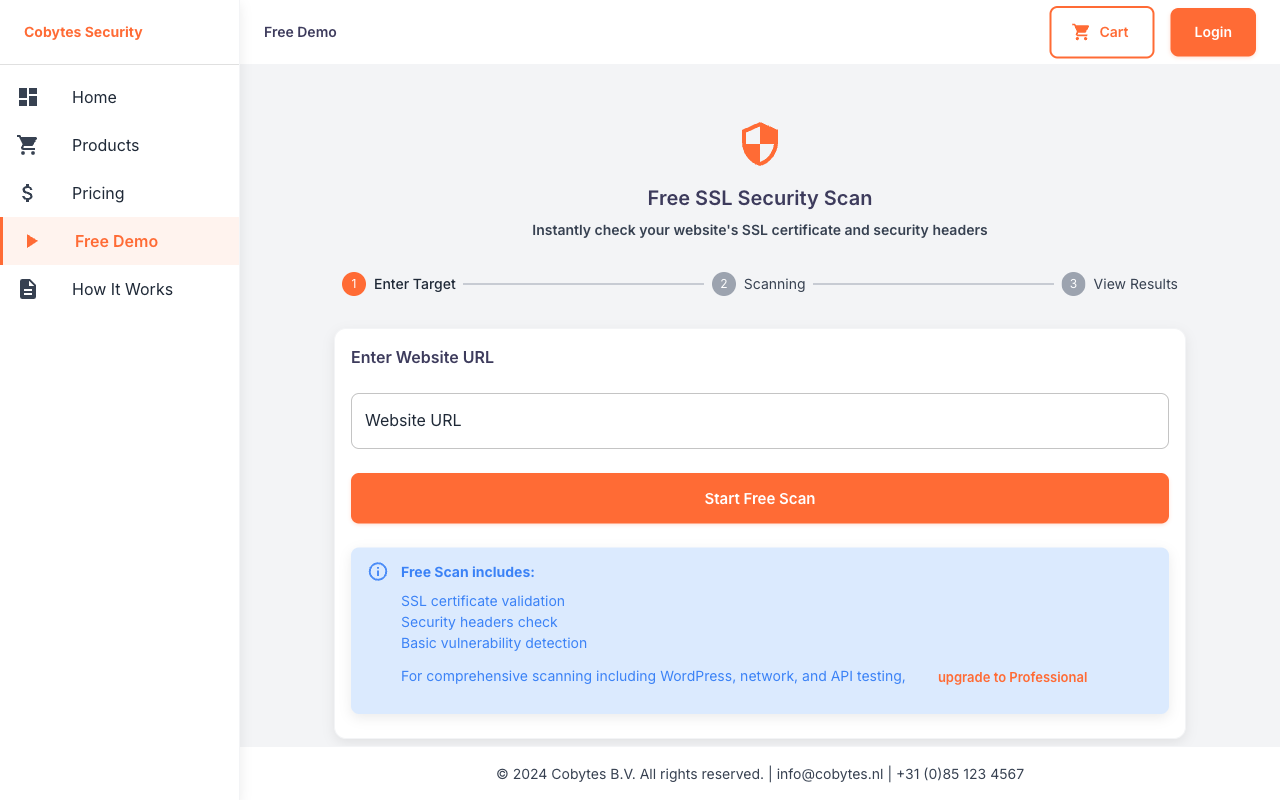 Cobytes Security
Free Demo
Cart
Login
Home
Products
Pricing
Free Demo
How It Works
Free SSL Security Scan
Instantly check your website's SSL certificate and security headers
1 Enter Target
2 Scanning
3 View Results
Enter Website URL
Website URL
Start Free Scan
Free Scan includes:
SSL certificate validation
Security headers check
Basic vulnerability detection
For comprehensive scanning including WordPress, network, and API testing, upgrade to Professional
© 2024 Cobytes B.V. All rights reserved. | info@cobytes.nl | +31 (0)85 123 4567